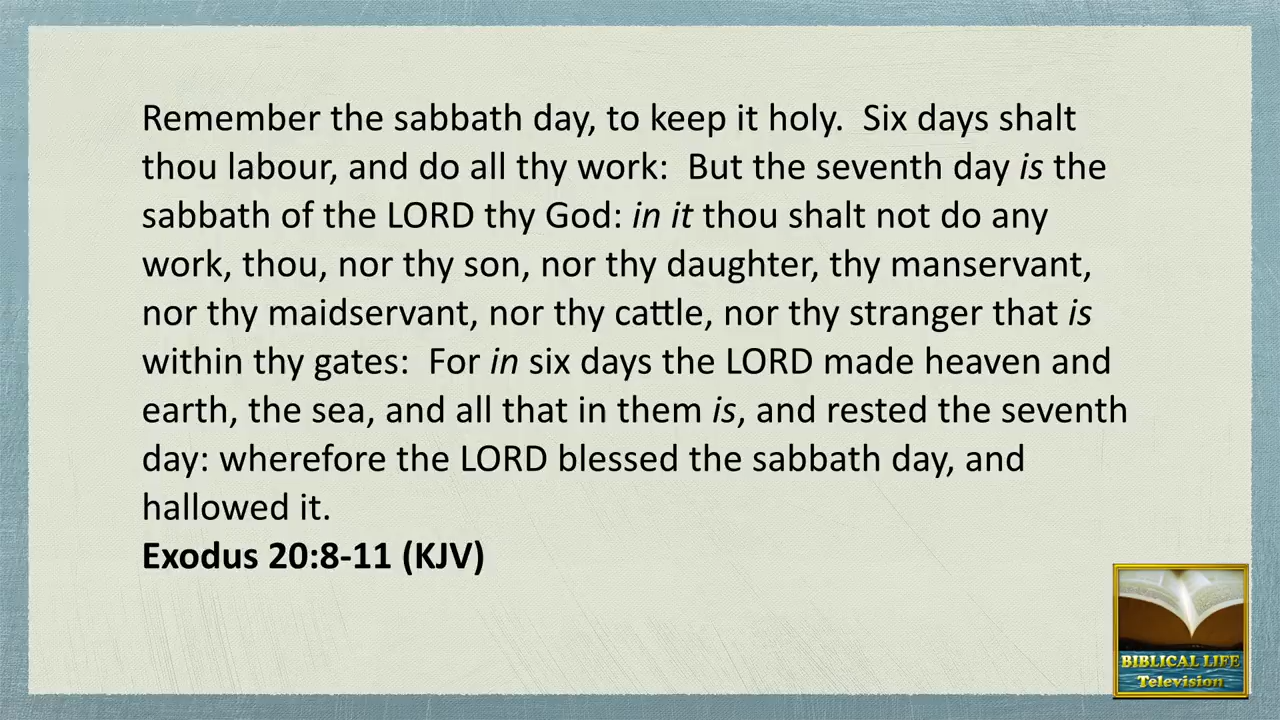 Remember the sabbath day, to keep it holy.  Six days shalt
thou labour, and do all thy work:  But the seventh day is the
sabbath of the LORD thy God: in it thou shalt not do any
work, thou, nor thy son, nor thy daughter, thy manservant,
nor thy maidservant, nor thy cattle, nor thy stranger that is
within thy gates:  For in six days the LORD made heaven and
earth, the sea, and all that in them is, and rested the seventh
day: wherefore the LORD blessed the sabbath day, and
hallowed it.
Exodus 20:8-11 (KJV)
BIBLICAL LIFE
Television